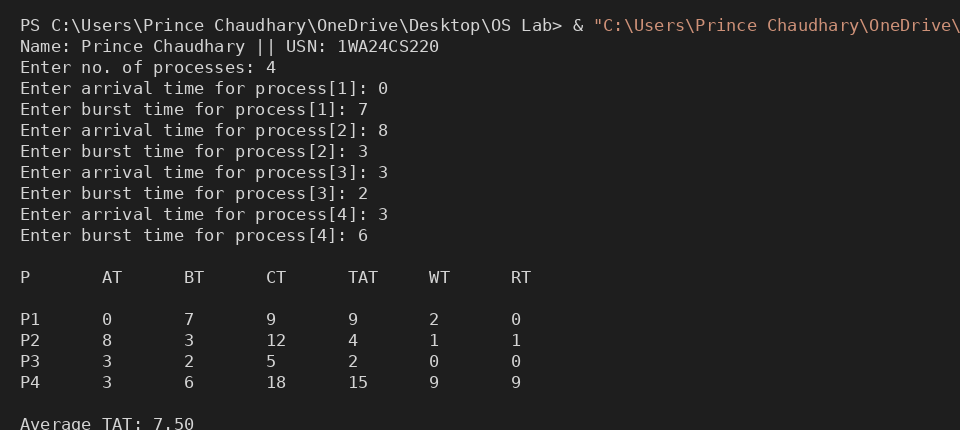 PS C:\Users\Prince Chaudhary\OneDrive\Desktop\OS Lab> & "C:\Users\Prince Chaudhary\OneDrive\
Name: Prince Chaudhary || USN: 1WA24CS220
Enter no. of processes: 4
Enter arrival time for process[1]: 0
Enter burst time for process[1]: 7
Enter arrival time for process[2]: 8
Enter burst time for process[2]: 3
Enter arrival time for process[3]: 3
Enter burst time for process[3]: 2
Enter arrival time for process[4]: 3
Enter burst time for process[4]: 6
P AT BT CT TAT WT RT
P1 0 7 9 9 2 0
P2 8 3 12 4 1 1
P3 3 2 5 2 0 0
P4 3 6 18 15 9 9
Average TAT: 7.50